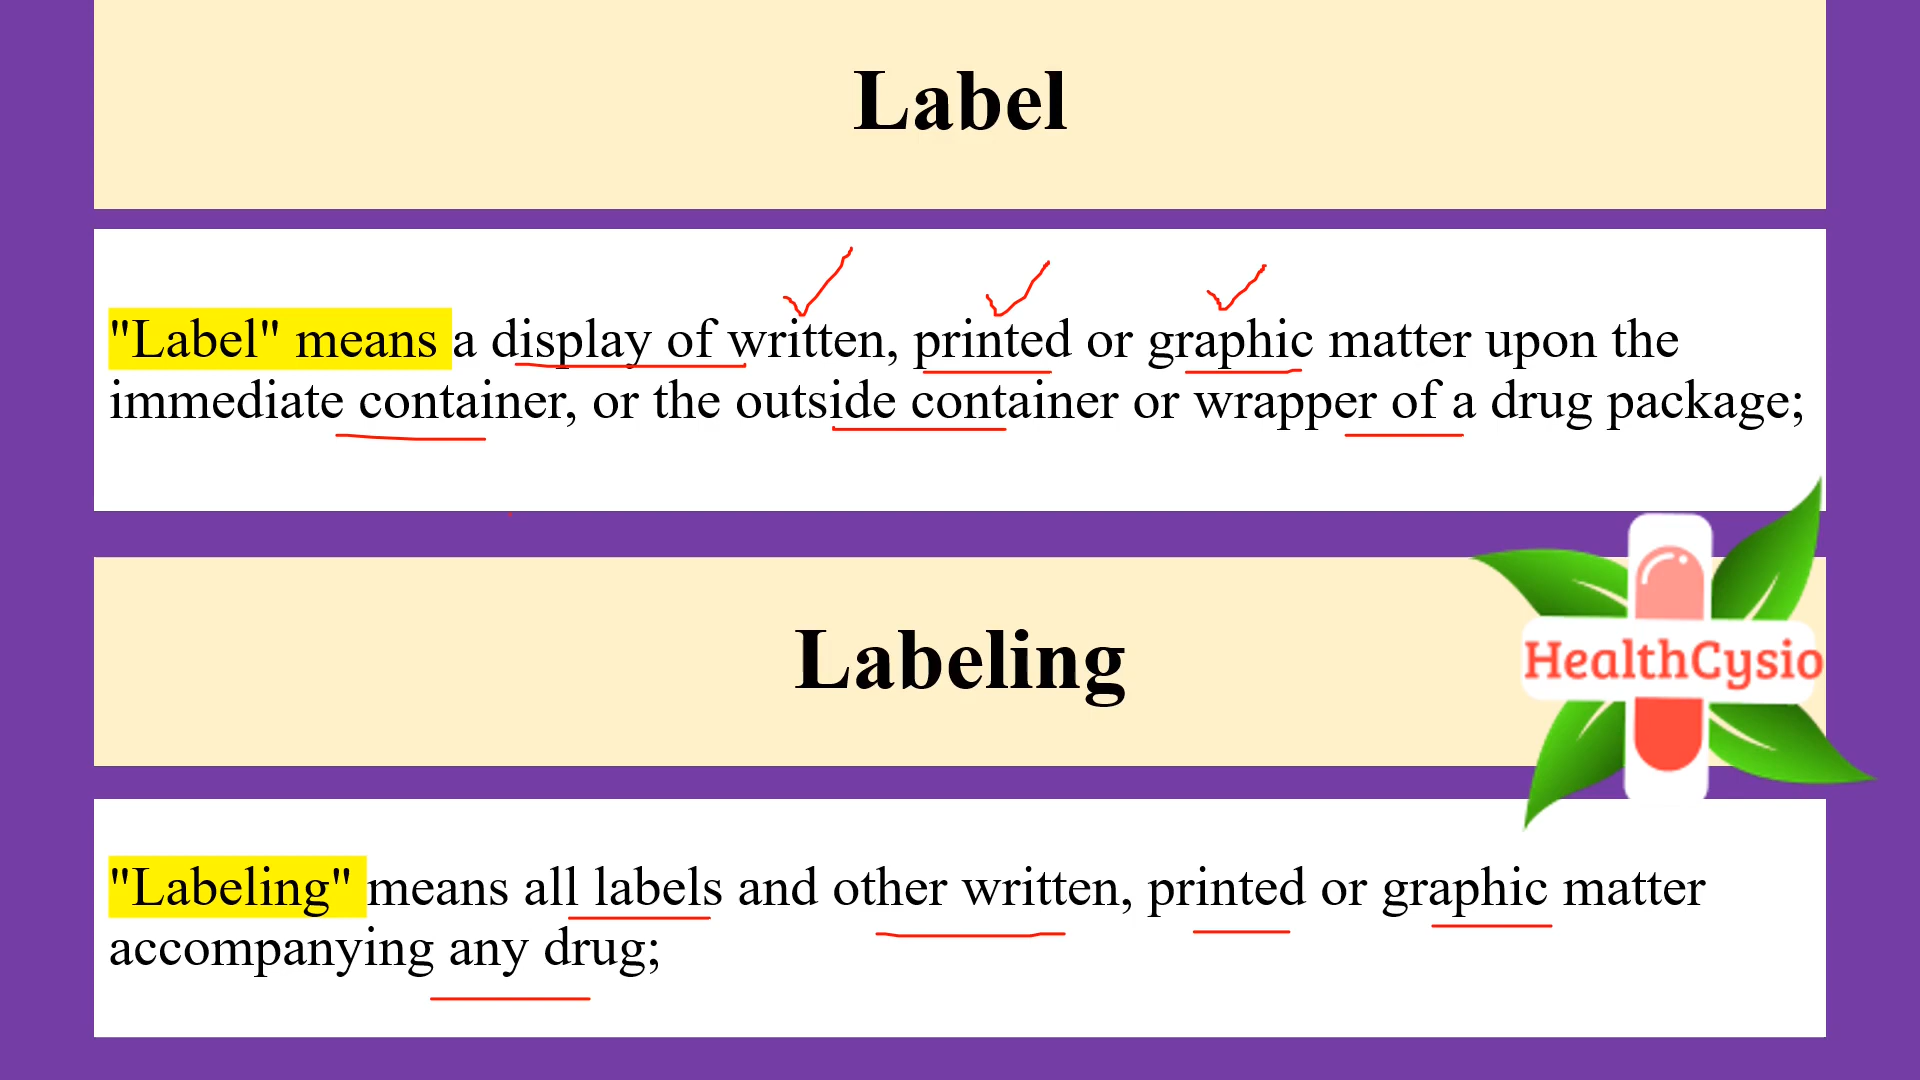 Label
"Label" means a display of written, printed or graphic matter upon the
immediate container, or the outside container or wrapper of a drug package;
HealthCysio
Labeling
"Labeling" means all labels and other written, printed or graphic matter
accompanying any drug;